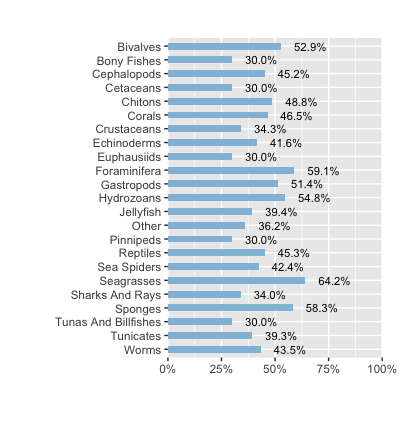 Bivalves 52.9%
Bony Fishes 30.0%
Cephalopods 45.2%
Cetaceans 30.0%
Chitons 48.8%
Corals 46.5%
Crustaceans 34.3%
Echinoderms 41.6%
Euphausiids 30.0%
Foraminifera 59.1%
Gastropods 51.4%
Hydrozoans 54.8%
Jellyfish 39.4%
Other 36.2%
Pinnipeds 30.0%
Reptiles 45.3%
Sea Spiders 42.4%
Seagrasses 64.2%
Sharks And Rays 34.0%
Sponges 58.3%
Tunas And Billfishes 30.0%
Tunicates 39.3%
Worms 43.5%
0% 25% 50% 75% 100%